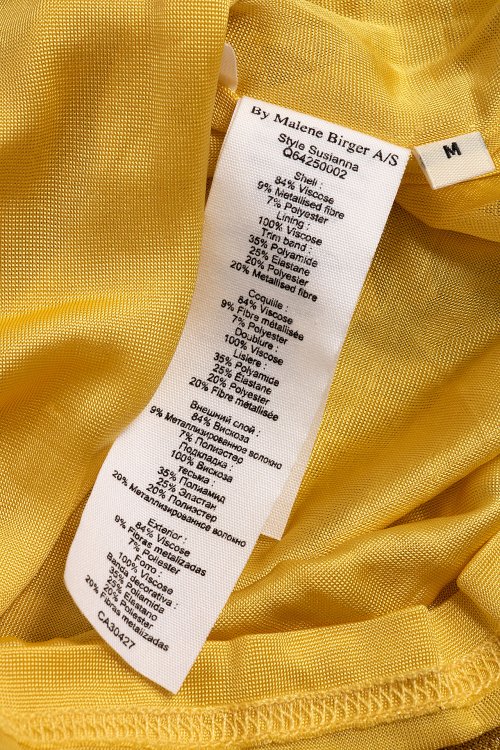 By Malene Birger A/S
Style Susianna
Q64250002
Shell :
84% Viscose
9% Metallised fibre
7% Polyester
Lining :
100% Viscose
Trim band :
35% Polyamide
25% Elastane
20% Polyesier
20% Metallised fibre
Coquille :
84% Viscose
9% Fibre métallisée
7% Polyester
Doublure :
100% Viscose
Lisiere :
35% Polyamide
25% Élastane
20% Polyester
20% Fibre métallisée
Внешний слой :
84% Вискоза
9% Металлизированное волокно
7% Полиэстер
Подкладка :
100% Вискоза
тесьма :
35% Полиамид
25% Эластан
20% Полиэстер
20% Металлизированное волокно
Exterior :
84% Viscose
9% Fibras metalizadas
7% Poliester
Forro :
100% Viscose
Banda decorativa :
35% Poliamida
25% Elastano
20% Poliester
20% Fibras metalizadas
CA30427
M